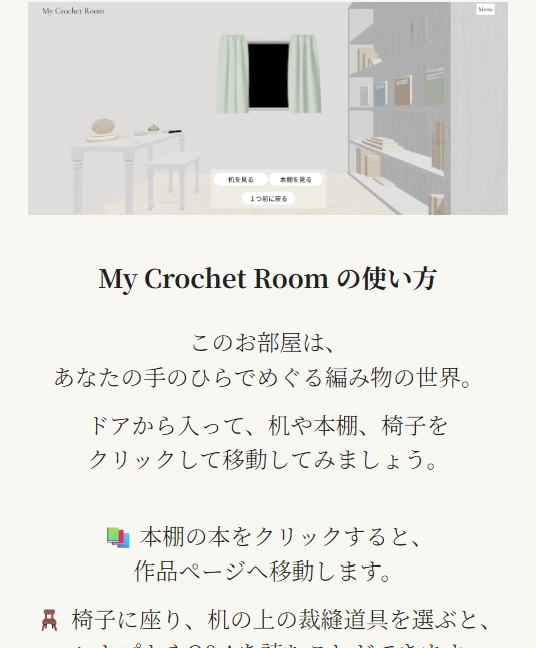 My Crochet Room
Menu
机を見る
本棚を見る
1つ前に戻る
My Crochet Room の使い方
このお部屋は、
あなたの手のひらでめぐる編み物の世界。
ドアから入って、机や本棚、椅子を
クリックして移動してみましょう。
本棚の本をクリックすると、
作品ページへ移動します。
椅子に座り、机の上の裁縫道具を選ぶと、